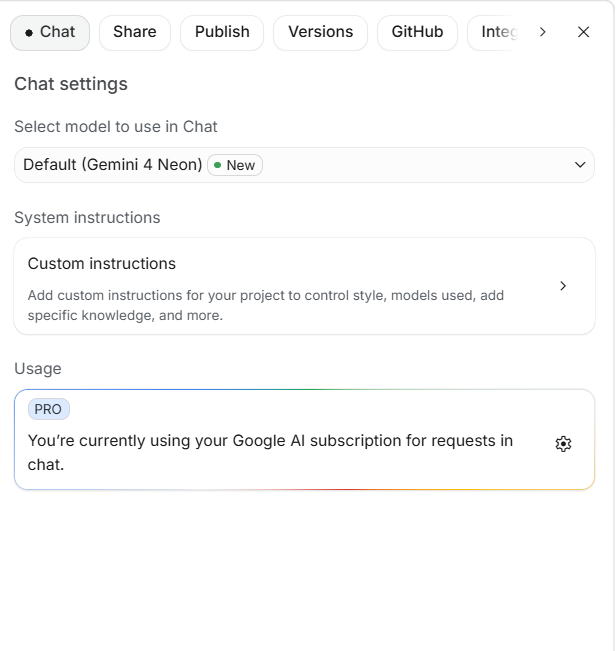 Chat
Share
Publish
Versions
GitHub
Chat settings
Select model to use in Chat
Default (Gemini 4 Neon)
New
System instructions
Custom instructions
Add custom instructions for your project to control style, models used, add
specific knowledge, and more.
Usage
PRO
You’re currently using your Google AI subscription for requests in
chat.